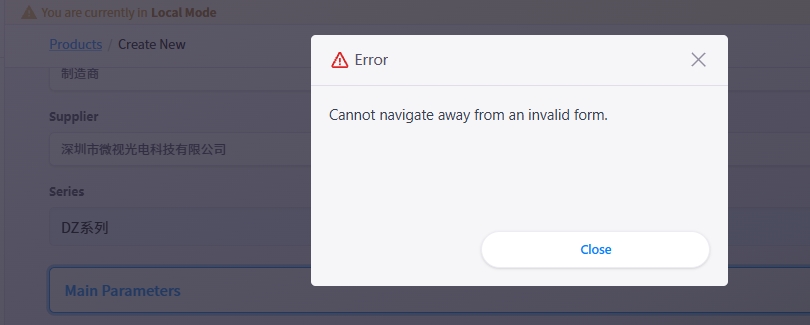 You are currently in Local Mode
Products / Create New
Error
制造商
Cannot navigate away from an invalid form.
Supplier
深圳市微视光电科技有限公司
Series
DZ系列
Close
Main Parameters